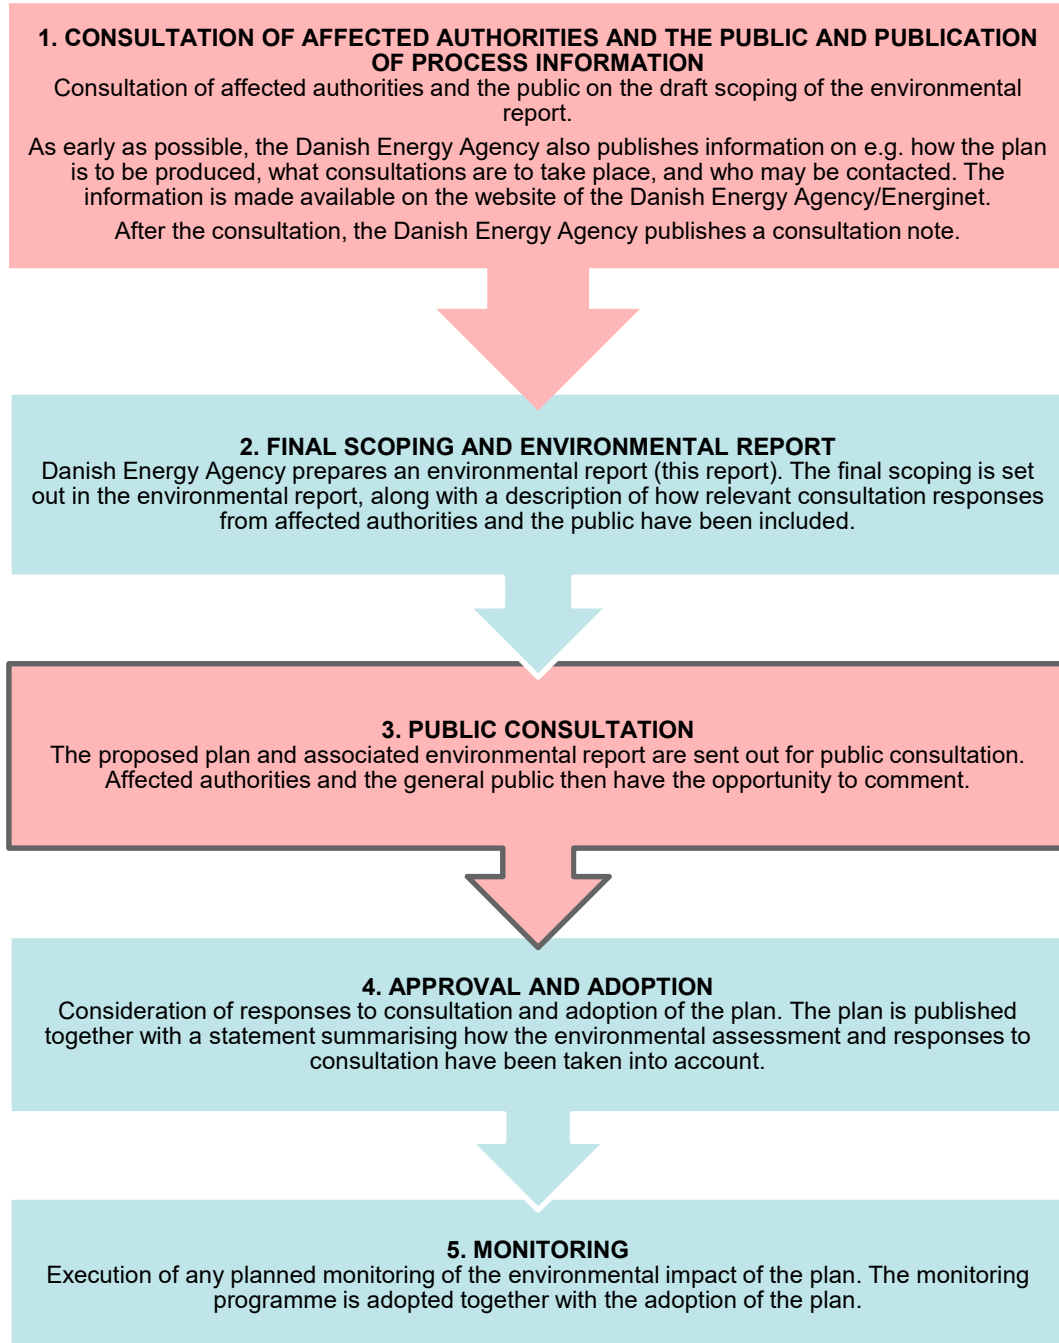 1. CONSULTATION OF AFFECTED AUTHORITIES AND THE PUBLIC AND PUBLICATION
OF PROCESS INFORMATION
Consultation of affected authorities and the public on the draft scoping of the environmental
report.
As early as possible, the Danish Energy Agency also publishes information on e.g. how the plan
is to be produced, what consultations are to take place, and who may be contacted. The
information is made available on the website of the Danish Energy Agency/Energinet.
After the consultation, the Danish Energy Agency publishes a consultation note.
2. FINAL SCOPING AND ENVIRONMENTAL REPORT
Danish Energy Agency prepares an environmental report (this report). The final scoping is set
out in the environmental report, along with a description of how relevant consultation responses
from affected authorities and the public have been included.
3. PUBLIC CONSULTATION
The proposed plan and associated environmental report are sent out for public consultation.
Affected authorities and the general public then have the opportunity to comment.
4. APPROVAL AND ADOPTION
Consideration of responses to consultation and adoption of the plan. The plan is published
together with a statement summarising how the environmental assessment and responses to
consultation have been taken into account.
5. MONITORING
Execution of any planned monitoring of the environmental impact of the plan. The monitoring
programme is adopted together with the adoption of the plan.